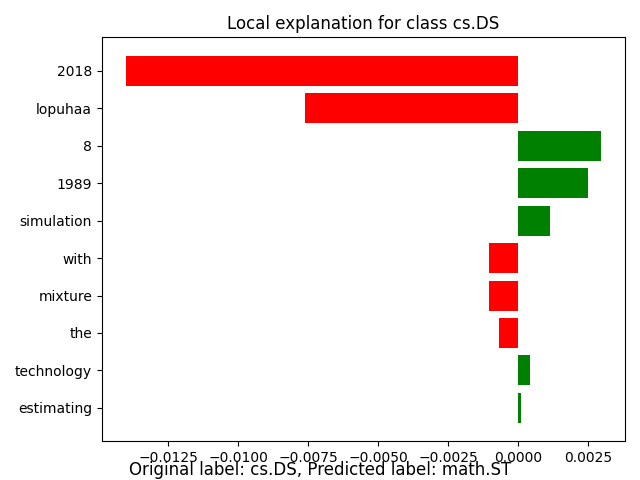 Local explanation for class cs.DS
2018
lopuhaa
8
1989
simulation
with
mixture
the
technology
estimating
−0.0125 −0.0100 −0.0075 −0.0050 −0.0025 0.0000 0.0025
Original label: cs.DS, Predicted label: math.ST